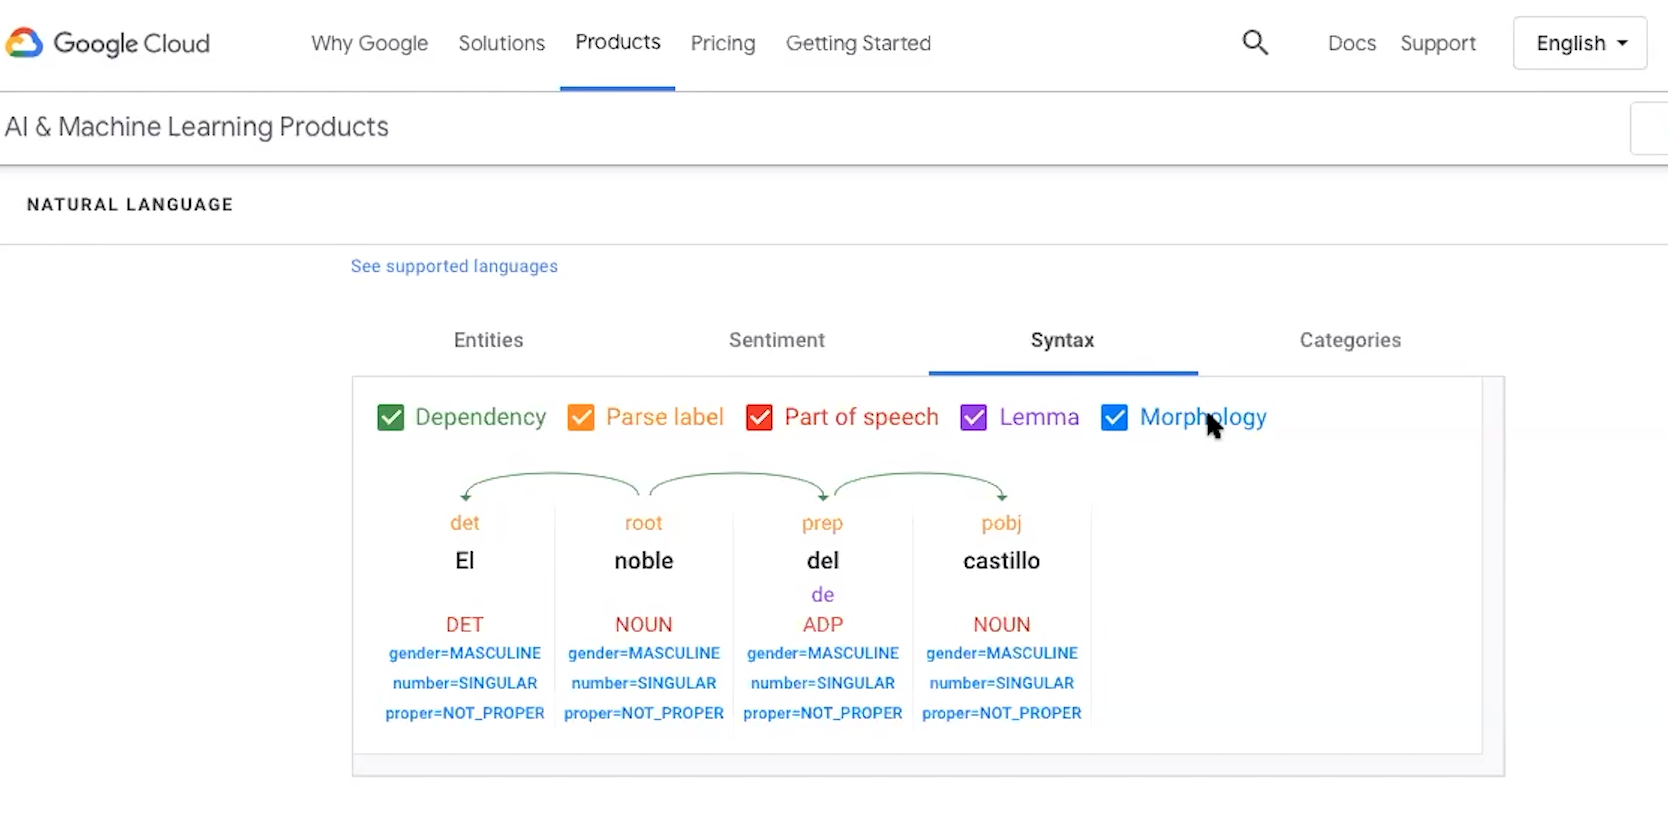 Google Cloud Why Google Solutions Products Pricing Getting Started Docs Support English
AI & Machine Learning Products
NATURAL LANGUAGE
See supported languages
Entities Sentiment Syntax Categories
Dependency Parse label Part of speech Lemma Morphology
det root prep pobj
El noble del castillo
de
DET NOUN ADP NOUN
gender=MASCULINE gender=MASCULINE gender=MASCULINE gender=MASCULINE
number=SINGULAR number=SINGULAR number=SINGULAR number=SINGULAR
proper=NOT_PROPER proper=NOT_PROPER proper=NOT_PROPER proper=NOT_PROPER